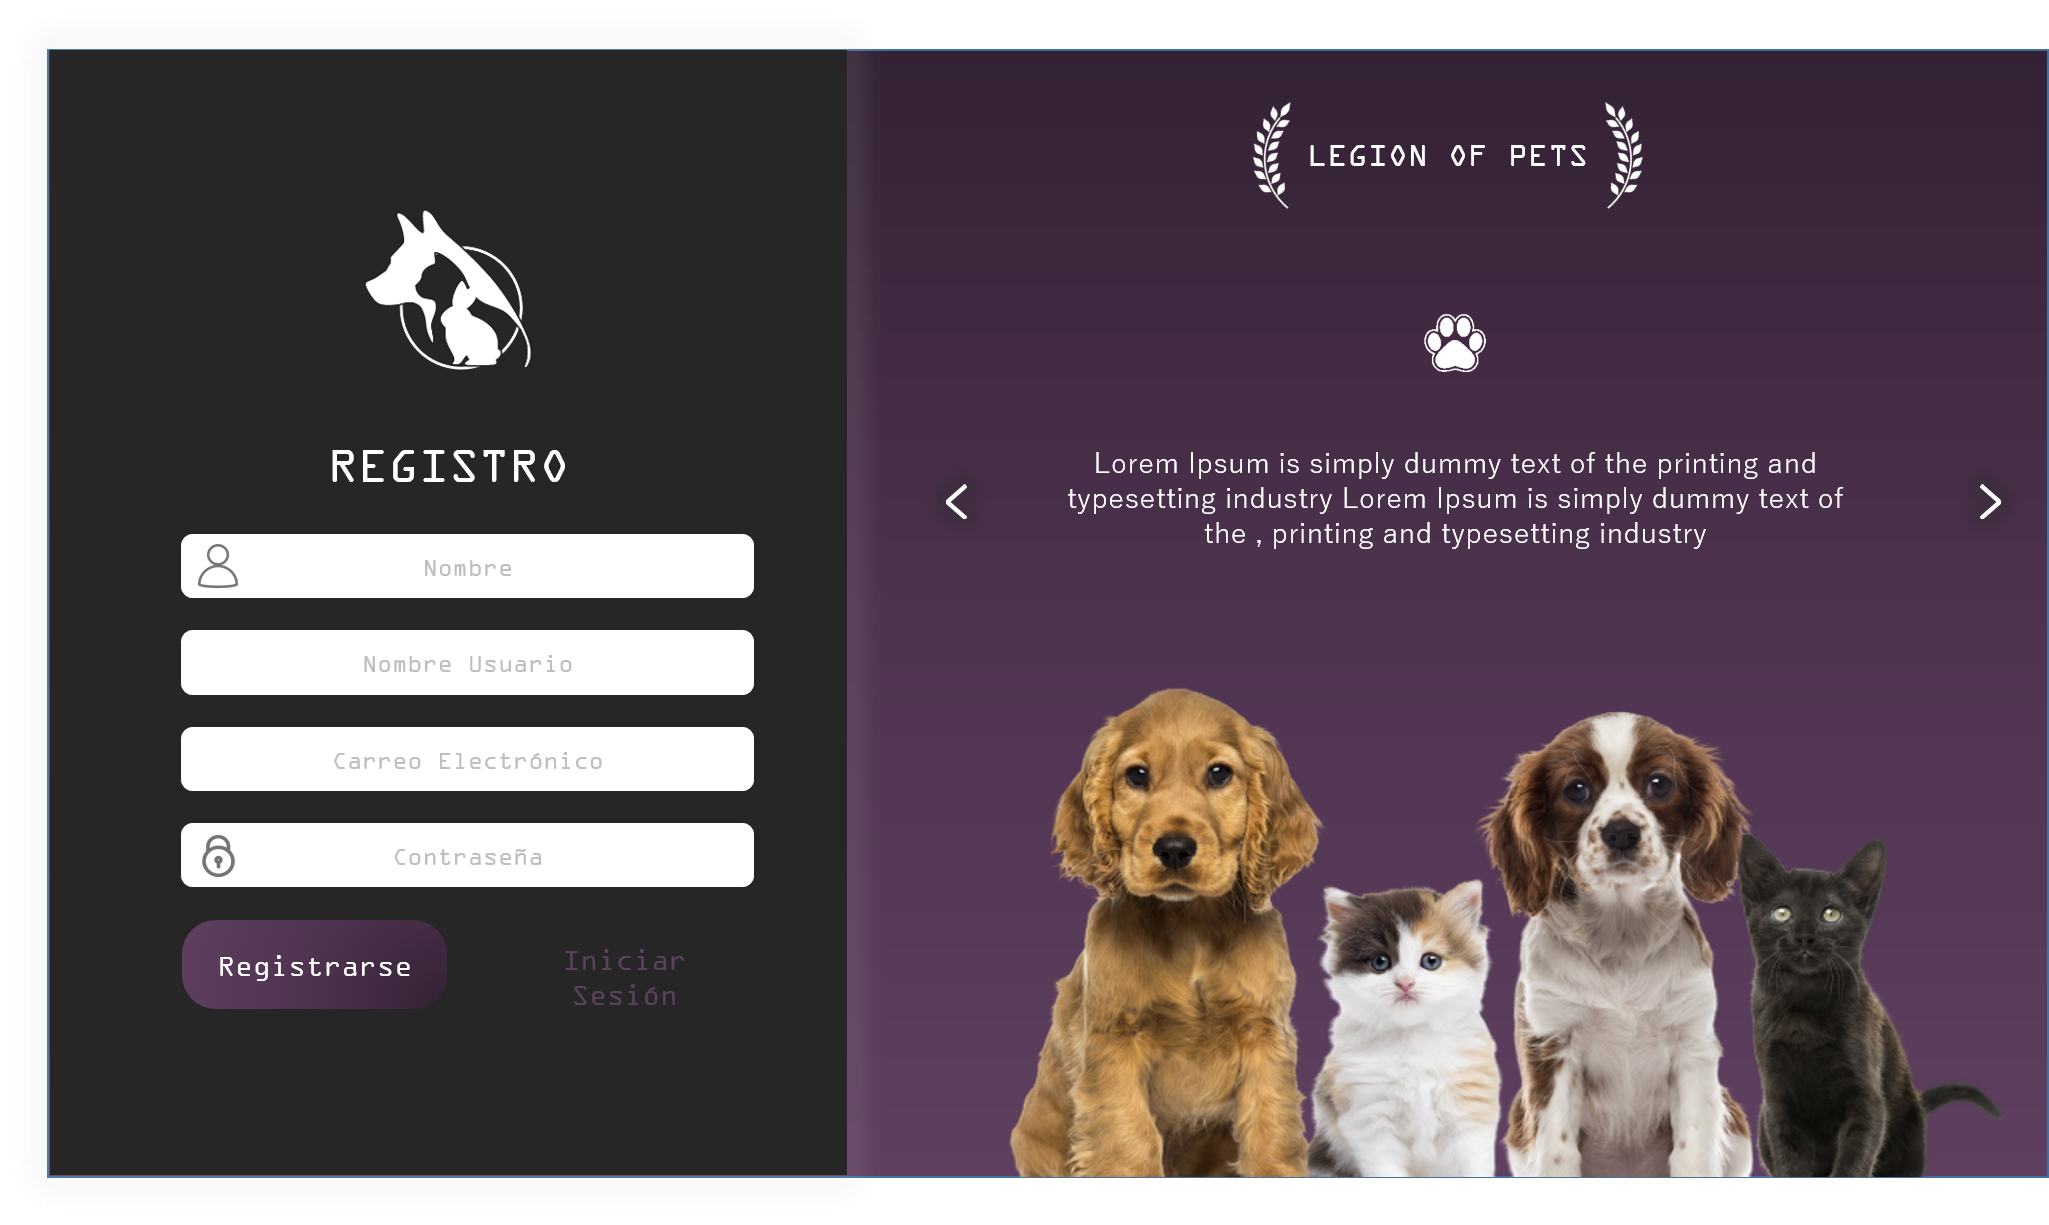 REGISTRO
Nombre
Nombre Usuario
Carreo Electrónico
Contraseña
Registrarse
Iniciar
Sesión
LEGION OF PETS
Lorem Ipsum is simply dummy text of the printing and
typesetting industry Lorem Ipsum is simply dummy text of
the , printing and typesetting industry